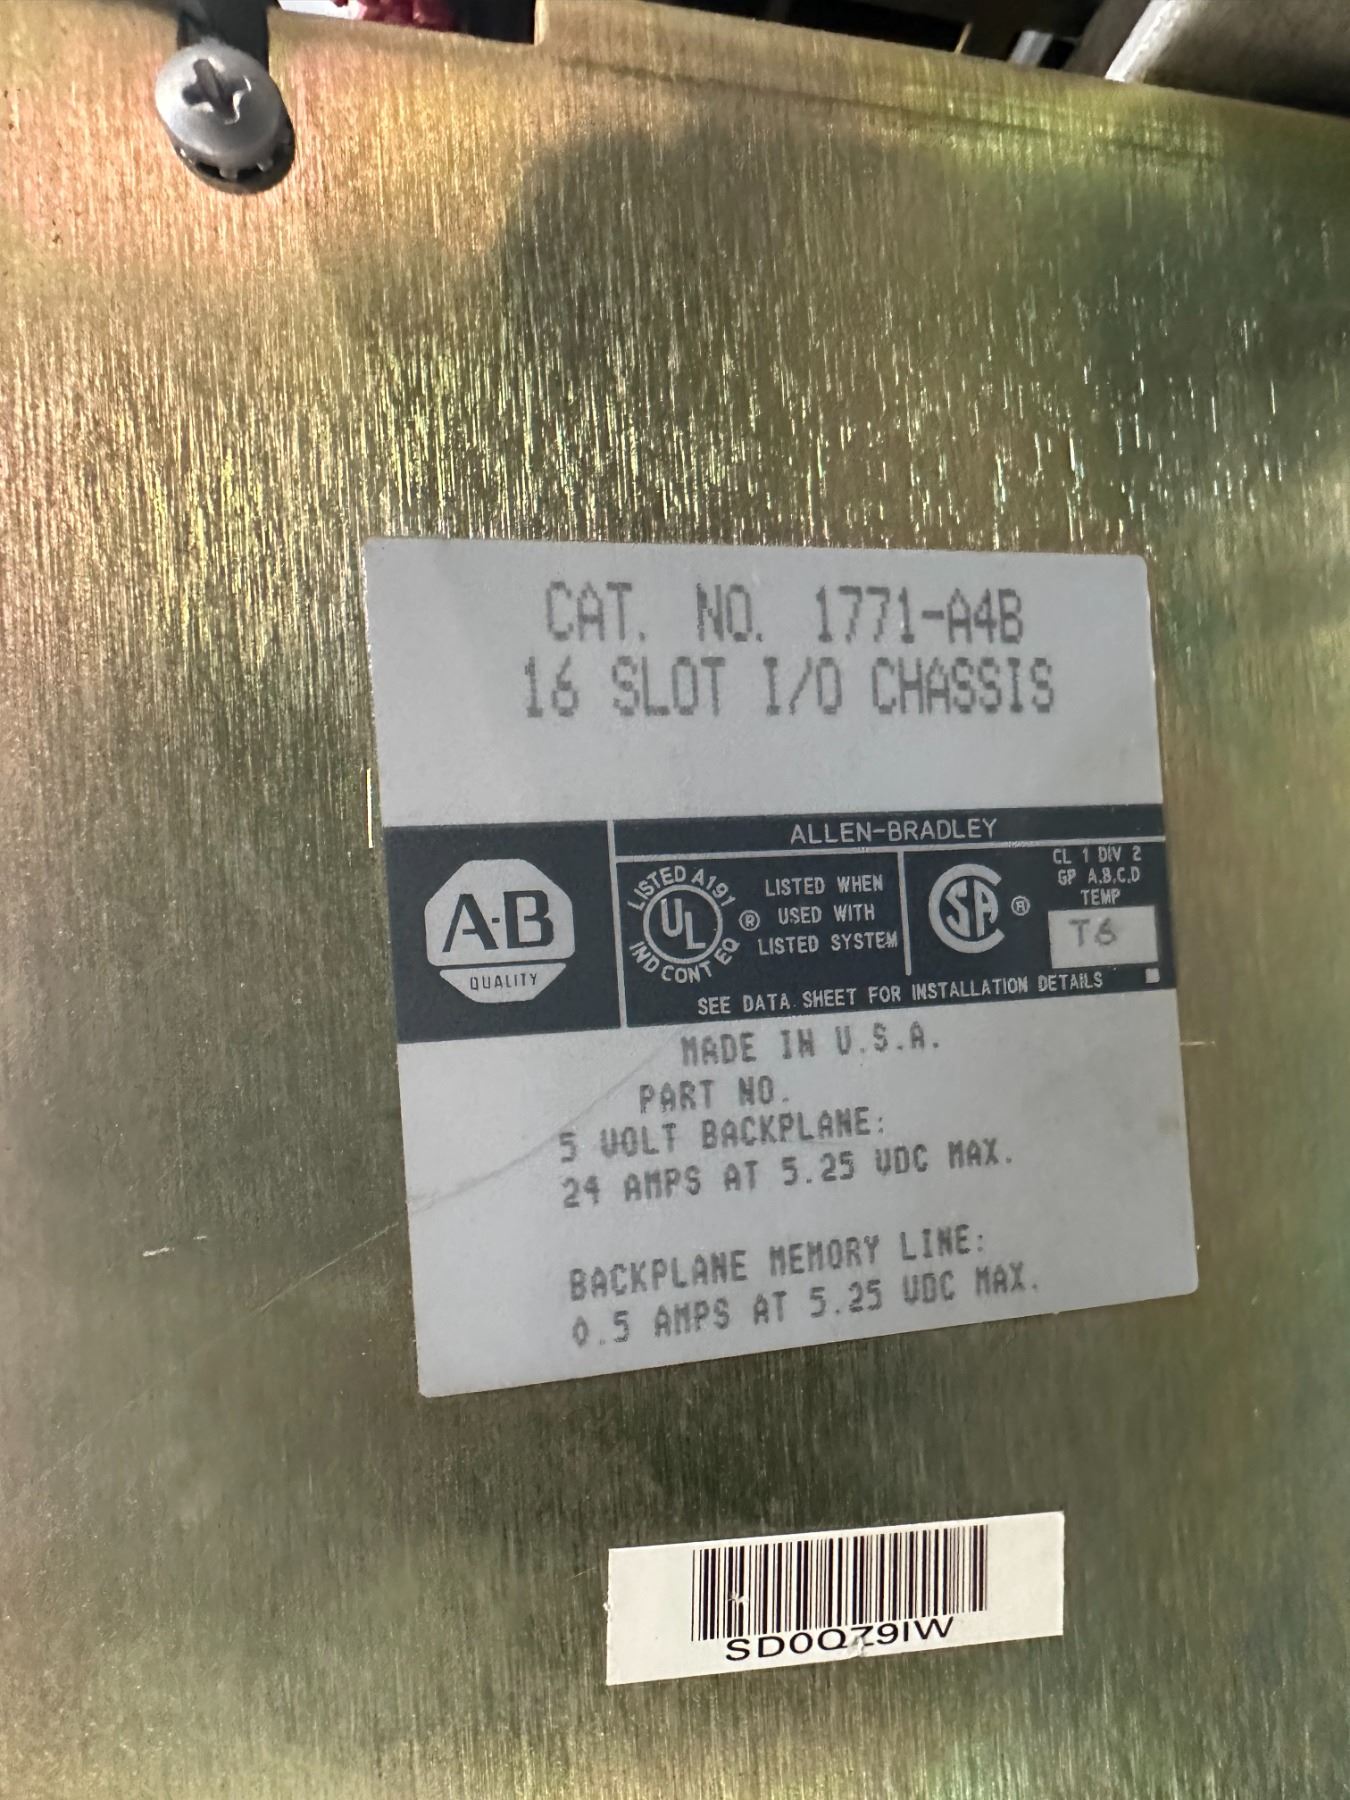 CAT. NO. 1771-A4B
16 SLOT I/O CHASSIS
ALLEN-BRADLEY
A-B
QUALITY
LISTED A191
UL
IND CONT EQ
®
LISTED WHEN
USED WITH
LISTED SYSTEM
SA
®
CL 1 DIV 2
GP A,B,C,D
TEMP
T6
SEE DATA SHEET FOR INSTALLATION DETAILS
MADE IN U.S.A.
PART NO.
5 VOLT BACKPLANE:
24 AMPS AT 5.25 VDC MAX.
BACKPLANE MEMORY LINE:
0.5 AMPS AT 5.25 VDC MAX.
SD0QZ9IW